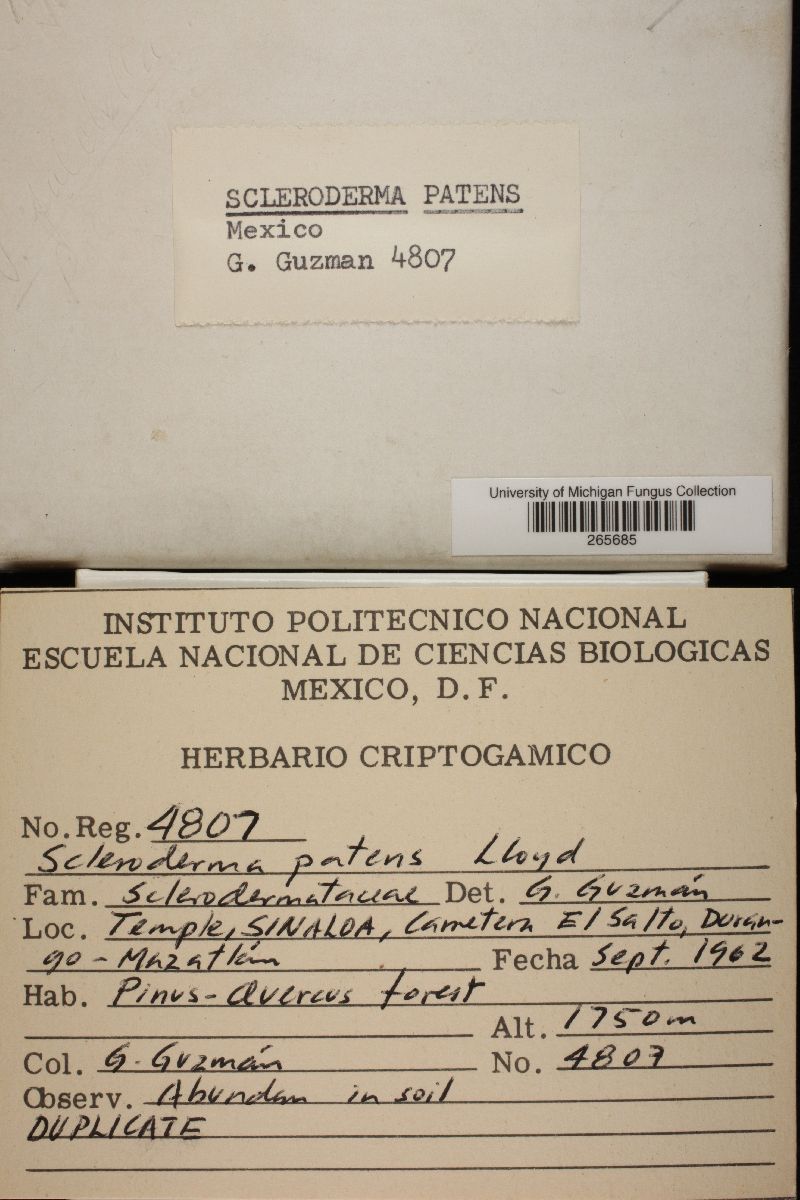 SCLERODERMA PATENS
Mexico
G. Guzman 4807
University of Michigan Fungus Collection
265685
INSTITUTO POLITECNICO NACIONAL
ESCUELA NACIONAL DE CIENCIAS BIOLOGICAS
MEXICO, D.F.
HERBARIO CRIPTOGAMICO
No. Reg. 4807
Scleroderma patens Lloyd
Fam. Sclerodermataceae Det. G. Guzmán
Loc. Temple, SINALOA, Carretera El Salto, Duran-
go - Mazatlán Fecha Sept. 1962
Hab. Pinus-Quercus forest
Alt. 1750m
Col. G. Guzmán No. 4807
Observ. Abundan in soil
DUPLICATE